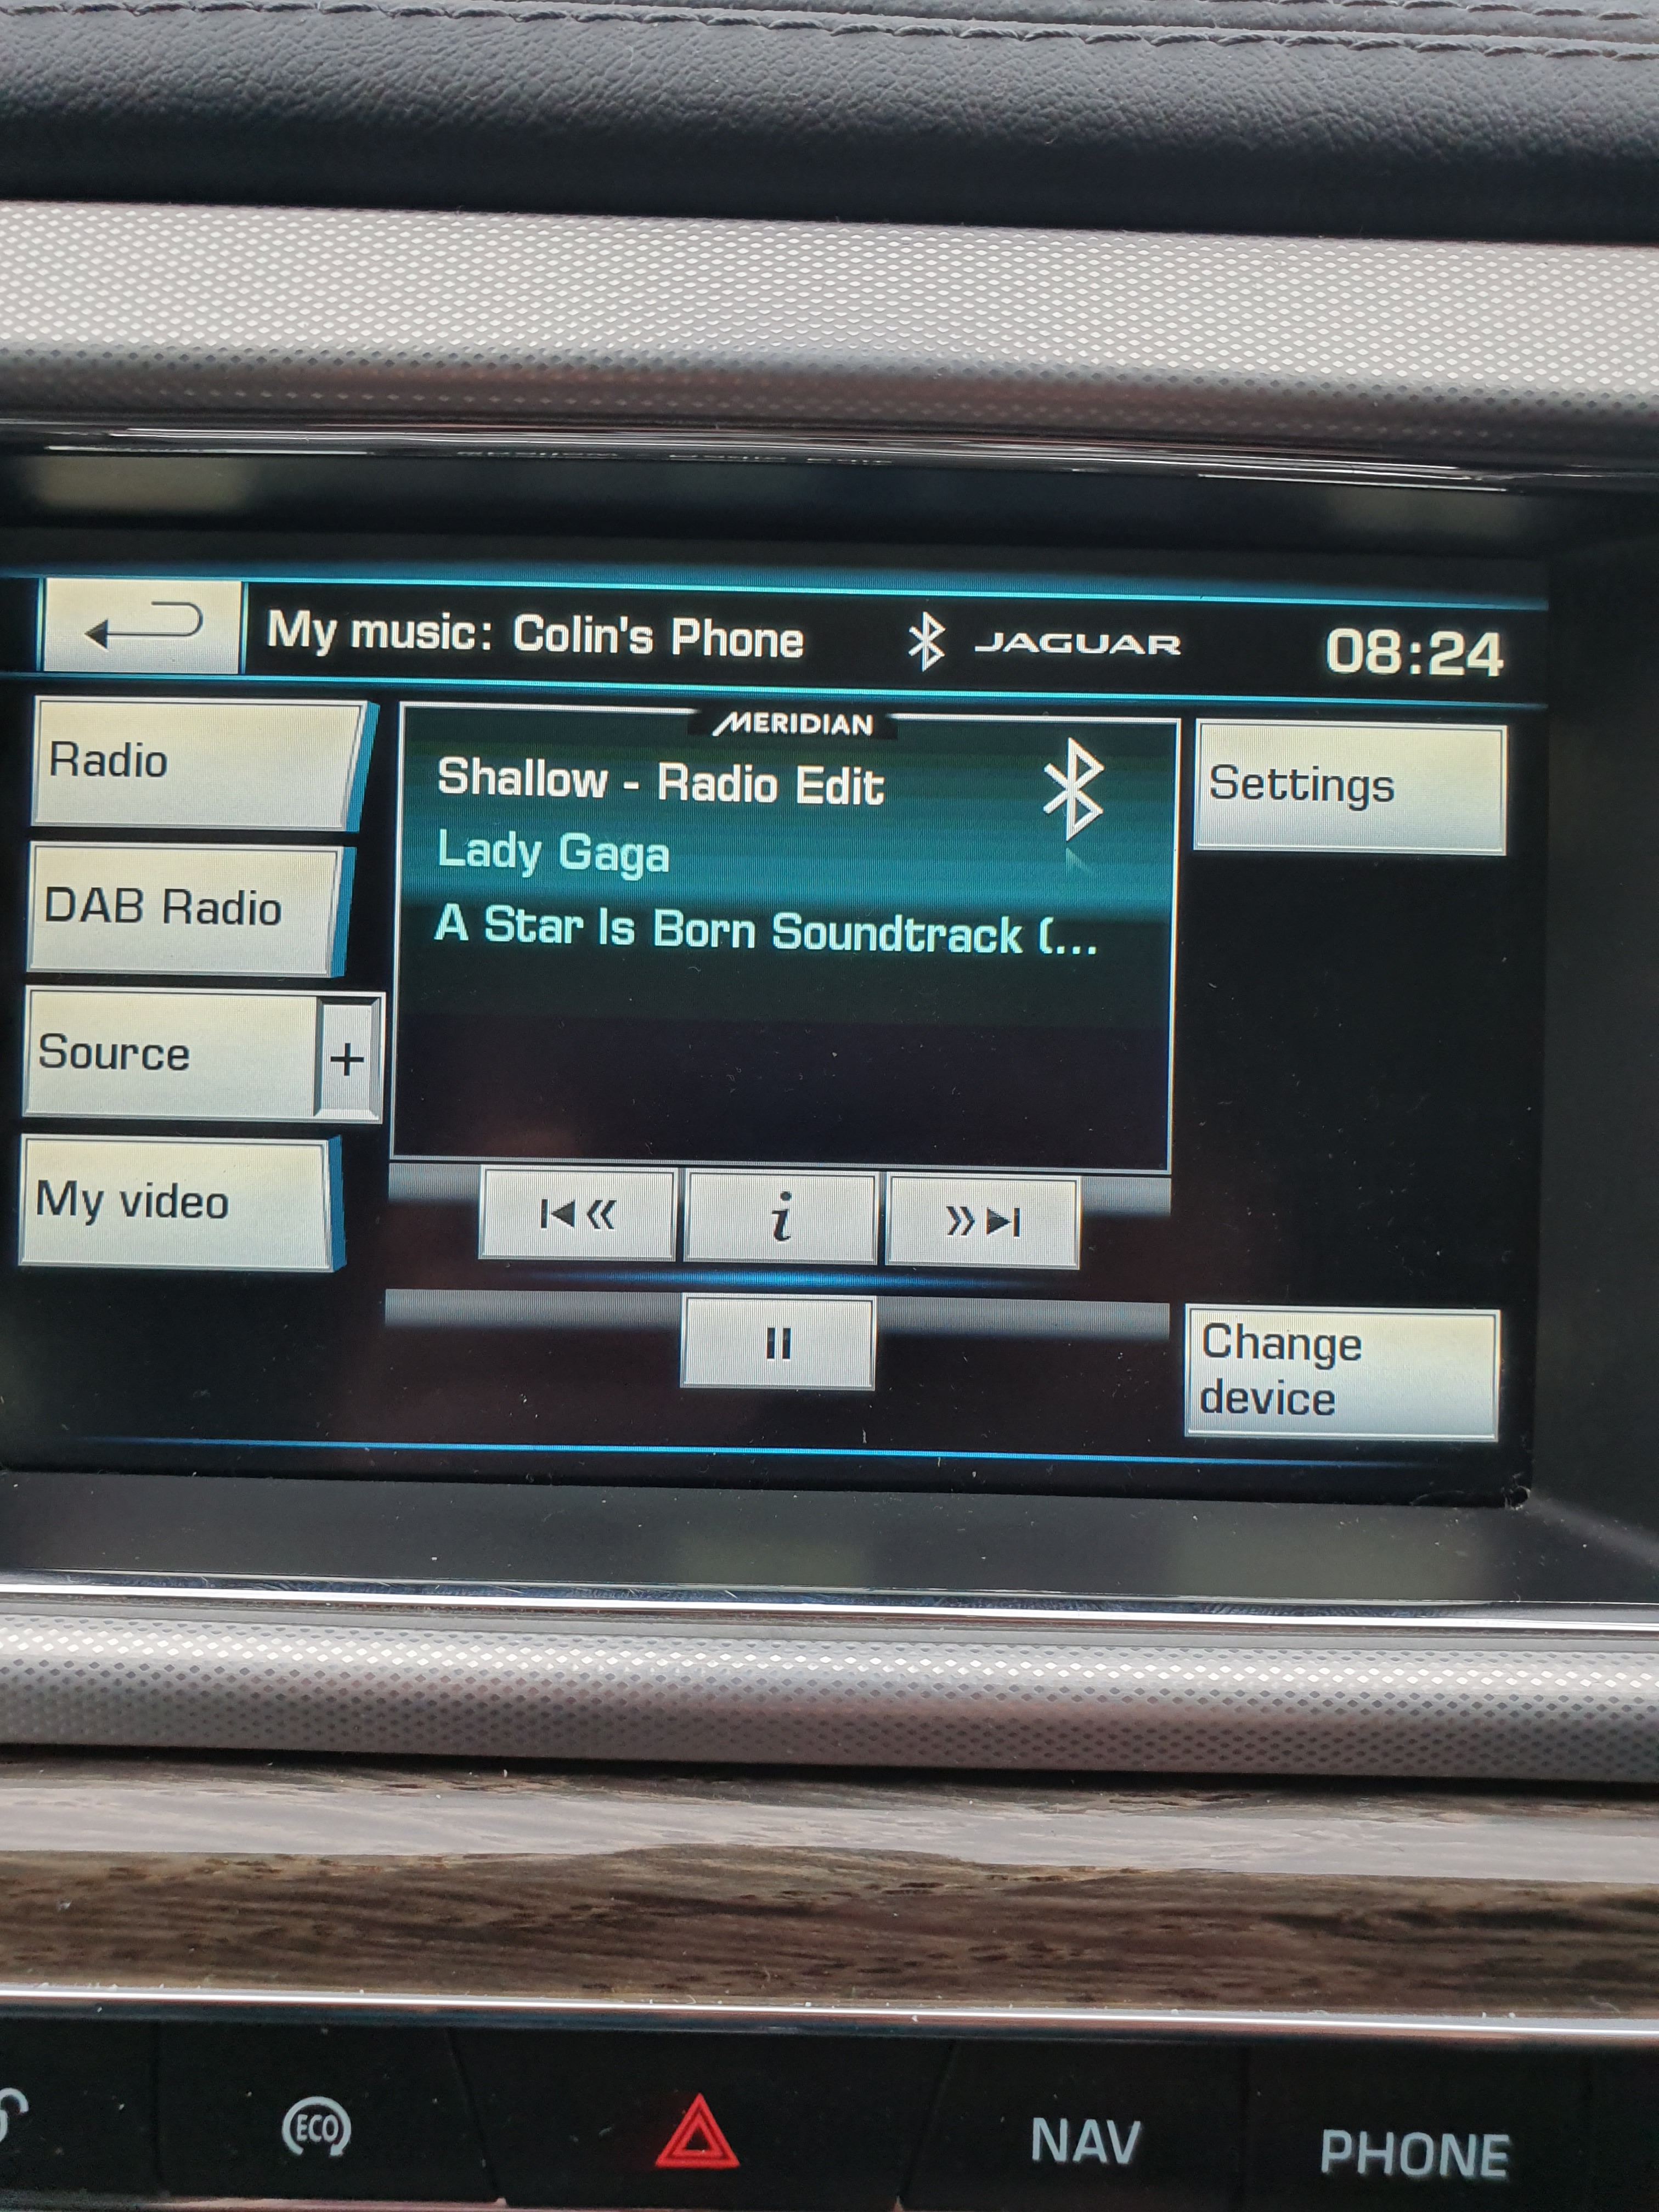 My music: Colin's Phone JAGUAR 08:24
MERIDIAN
Radio
Shallow - Radio Edit
Settings
Lady Gaga
DAB Radio
A Star Is Born Soundtrack (...
Source +
My video
i
Change
device
ECO
NAV
PHONE